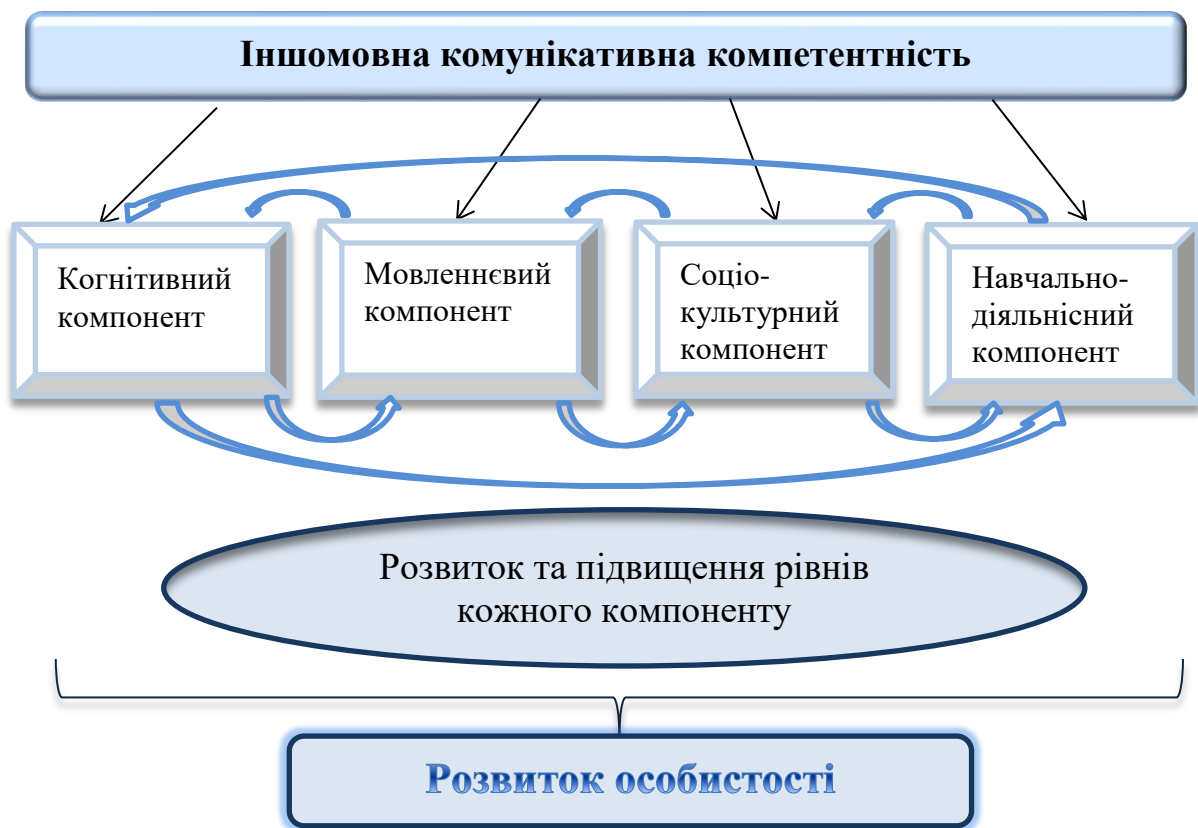 Іншомовна комунікативна компетентність
Когнітивний
компонент
Мовленнєвий
компонент
Соціо-
культурний
компонент
Навчально-
діяльнісний
компонент
Розвиток та підвищення рівнів
кожного компоненту
Розвиток особистості